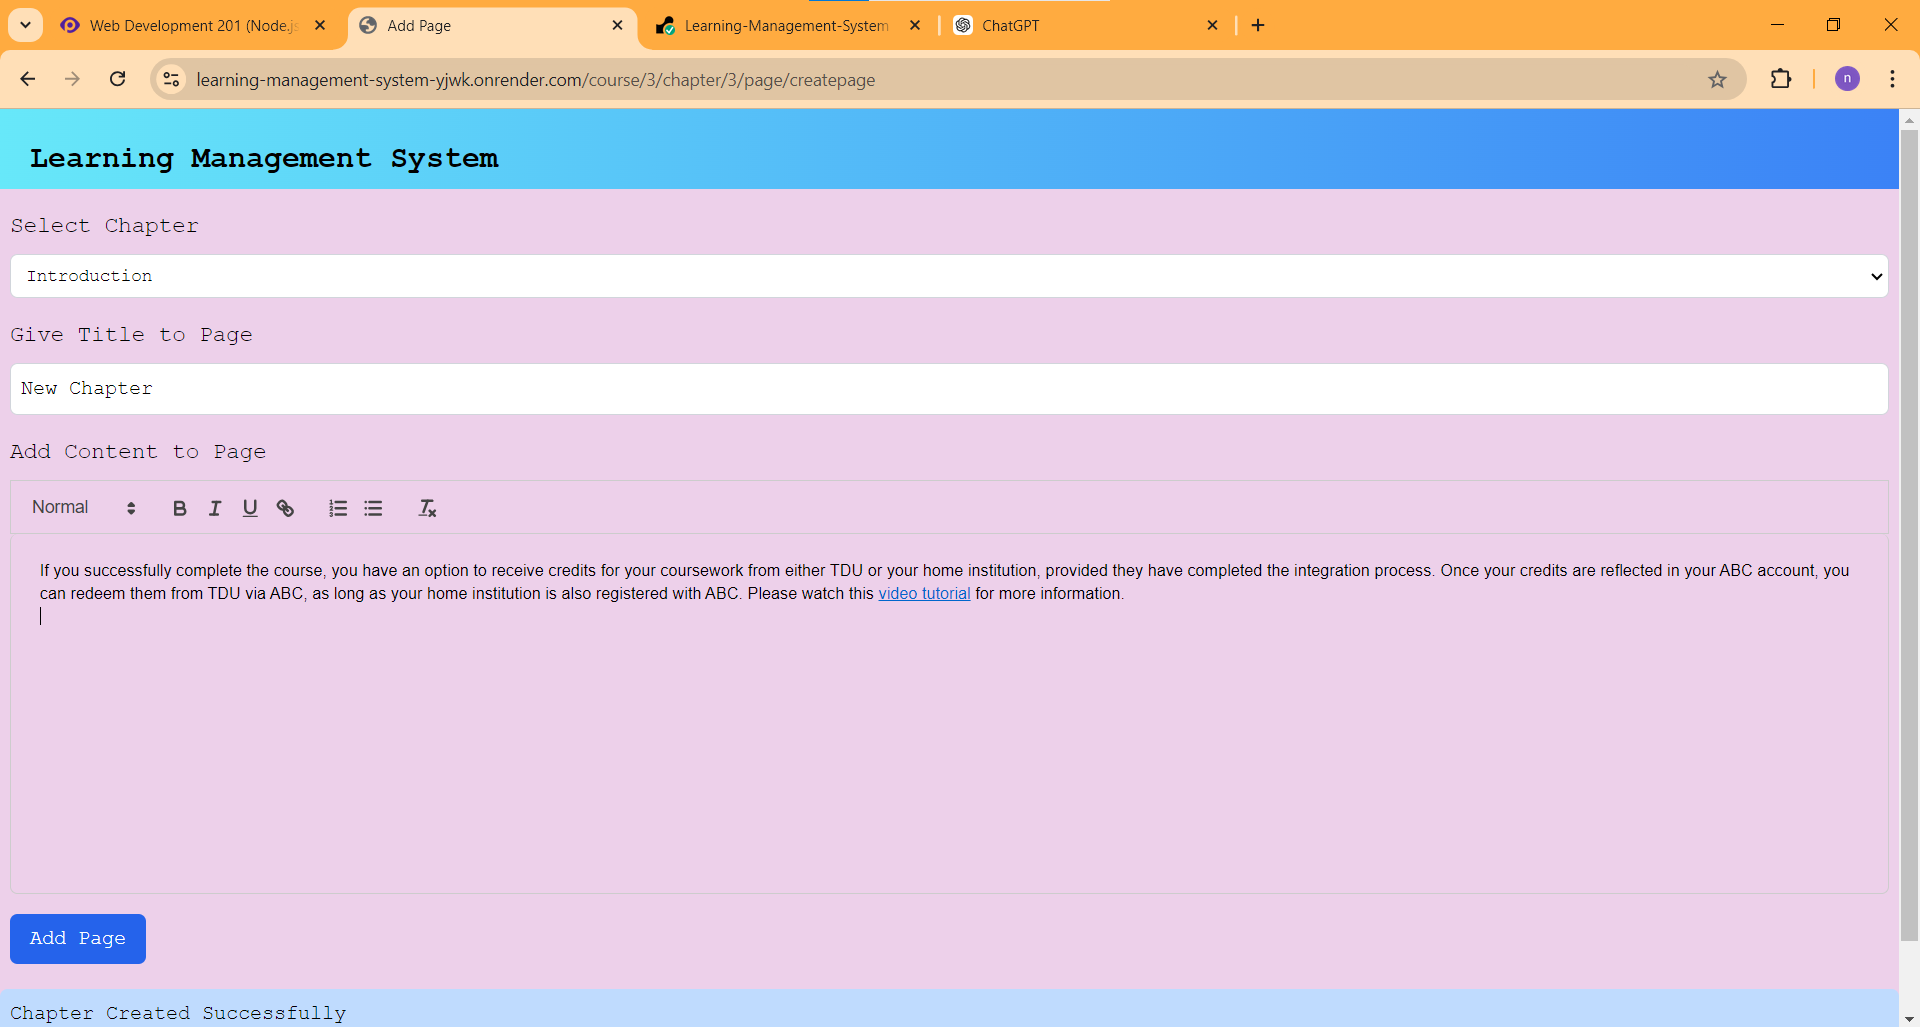 Web Development 201 (Node.js
Add Page
Learning-Management-System
ChatGPT
learning-management-system-yjwk.onrender.com/course/3/chapter/3/page/createpage
n
Learning Management System
Select Chapter
Introduction
Give Title to Page
New Chapter
Add Content to Page
Normal
If you successfully complete the course, you have an option to receive credits for your coursework from either TDU or your home institution, provided they have completed the integration process. Once your credits are reflected in your ABC account, you
can redeem them from TDU via ABC, as long as your home institution is also registered with ABC. Please watch this video tutorial for more information.
Add Page
Chapter Created Successfully